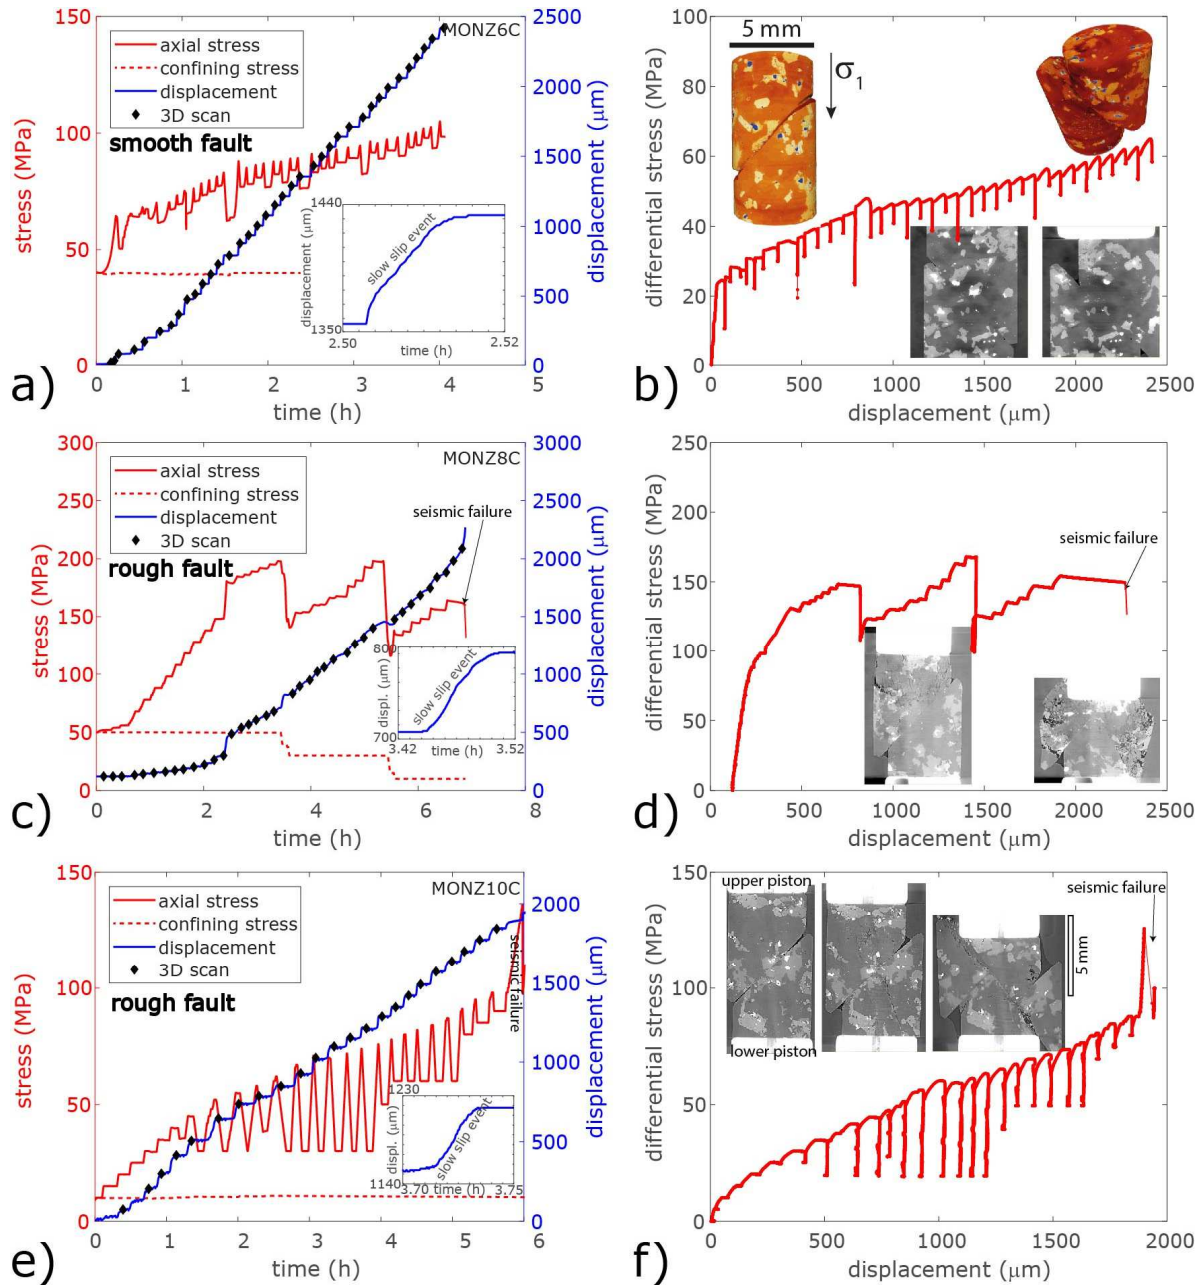 150
100
50
0
stress (MPa)
axial stress
confining stress
displacement
3D scan
smooth fault
MONZ6C
2500
2000
1500
1000
500
0
displacement (μm)
1440
1350
displacement (μm)
slow slip event
2.50
2.52
time (h)
0 1 2 3 4 5
time (h)
a)
100
80
60
40
20
0
differential stress (MPa)
5 mm
σ1
0 500 1000 1500 2000 2500
displacement (μm)
b)
300
250
200
150
100
50
0
stress (MPa)
axial stress
confining stress
displacement
3D scan
rough fault
MONZ8C
seismic failure
3000
2500
2000
1500
1000
500
0
displacement (μm)
800
700
displ. (μm)
slow slip event
3.42
3.52
time (h)
0 2 4 6 8
time (h)
c)
250
200
150
100
50
0
differential stress (MPa)
seismic failure
0 500 1000 1500 2000 2500
displacement (μm)
d)
150
100
50
0
stress (MPa)
axial stress
confining stress
displacement
3D scan
rough fault
MONZ10C
seismic failure
2000
1500
1000
500
0
displacement (μm)
1230
1140
displ. (μm)
slow slip event
3.70
3.75
time (h)
0 1 2 3 4 5 6
time (h)
e)
150
100
50
0
differential stress (MPa)
upper piston
lower piston
5 mm
seismic failure
0 500 1000 1500 2000
displacement (μm)
f)